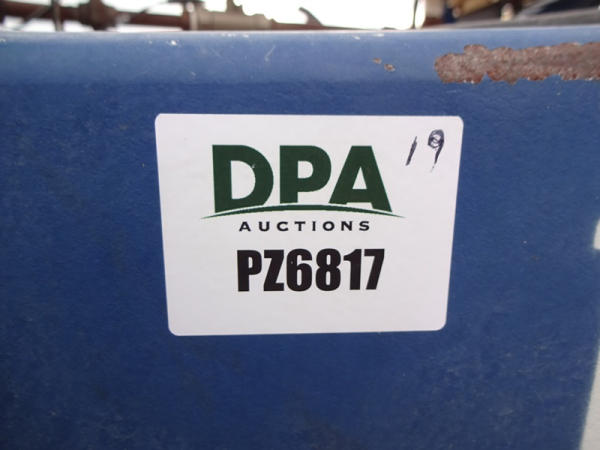 19
DPA
AUCTIONS
PZ6817